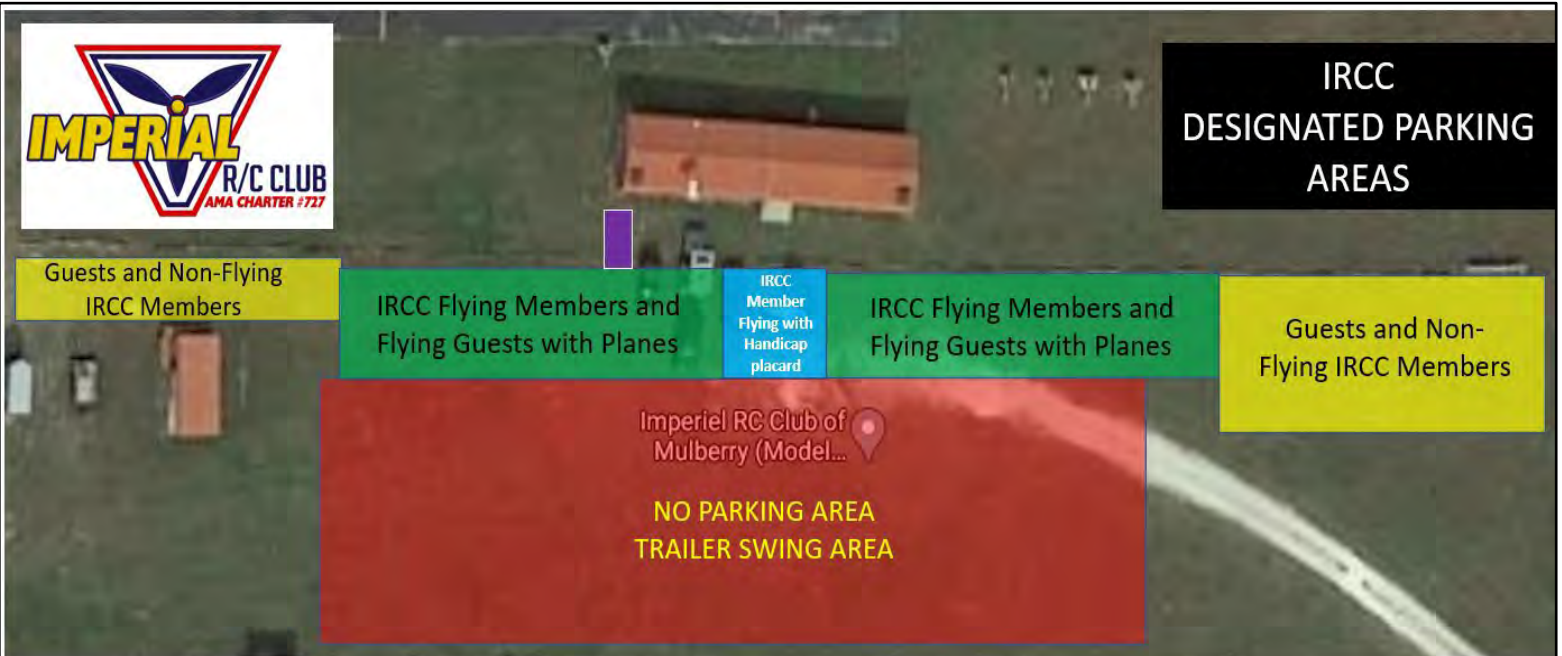 IMPERIAL
R/C CLUB
AMA CHARTER #727
IRCC
DESIGNATED PARKING
AREAS
Guests and Non-Flying
IRCC Members
IRCC Flying Members and
Flying Guests with Planes
IRCC
Member
Flying with
Handicap
placard
IRCC Flying Members and
Flying Guests with Planes
Guests and Non-
Flying IRCC Members
Imperiel RC Club of
Mulberry (Model...
NO PARKING AREA
TRAILER SWING AREA